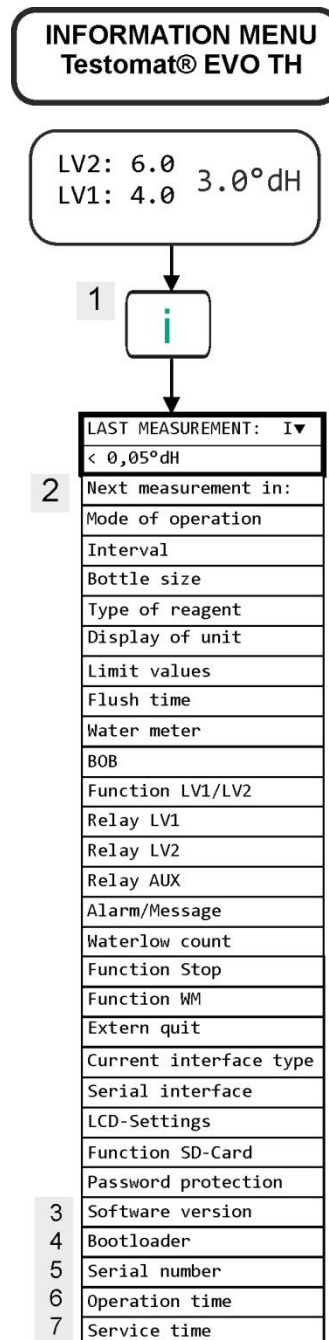 INFORMATION MENU
Testomat® EVO TH
LV2: 6.0
LV1: 4.0
3.0°dH
1
i
LAST MEASUREMENT: I▼
< 0,05°dH
2 Next measurement in:
Mode of operation
Interval
Bottle size
Type of reagent
Display of unit
Limit values
Flush time
Water meter
BOB
Function LV1/LV2
Relay LV1
Relay LV2
Relay AUX
Alarm/Message
Waterlow count
Function Stop
Function WM
Extern quit
Current interface type
Serial interface
LCD-Settings
Function SD-Card
Password protection
3 Software version
4 Bootloader
5 Serial number
6 Operation time
7 Service time